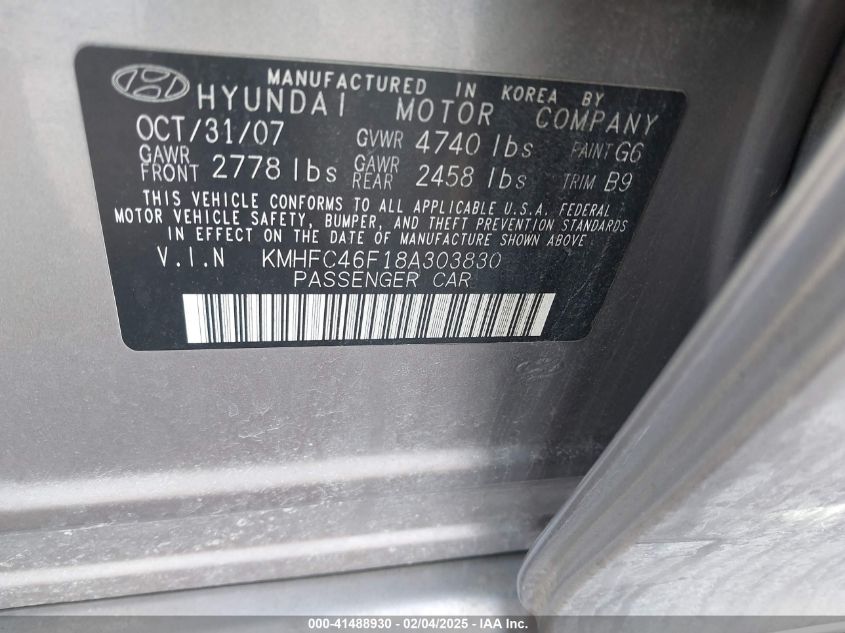 MANUFACTURED IN KOREA BY
HYUNDAI MOTOR COMPANY
OCT/31/07 GVWR 4740 lbs PAINT G6
GAWR FRONT 2778 lbs GAWR REAR 2458 lbs TRIM B9
THIS VEHICLE CONFORMS TO ALL APPLICABLE U.S.A. FEDERAL
MOTOR VEHICLE SAFETY, BUMPER, AND THEFT PREVENTION STANDARDS
IN EFFECT ON THE DATE OF MANUFACTURE SHOWN ABOVE
V.I.N KMHFC46F18A303830
PASSENGER CAR
000-41488930 - 02/04/2025 - IAA Inc.